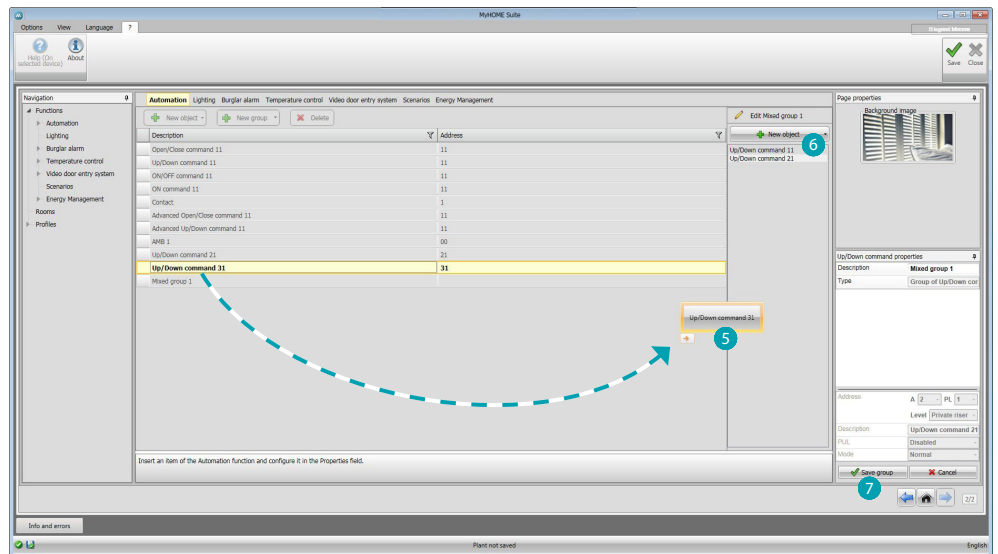 MyHOME Suite
Options View Language ?
Help (On selected device)
About
Save Close
Navigation
Functions
Automation
Lighting
Burglar alarm
Temperature control
Video door entry system
Scenarios
Energy Management
Rooms
Profiles
Automation Lighting Burglar alarm Temperature control Video door entry system Scenarios Energy Management
New object New group Delete
Description Address
Open/Close command 11 11
Up/Down command 11 11
ON/OFF command 11 11
ON command 11 11
Contact 1
Advanced Open/Close command 11 11
Advanced Up/Down command 11 11
AMB 1 00
Up/Down command 21 21
Up/Down command 31 31
Mixed group 1
Up/Down command 31
5
Insert an item of the Automation function and configure it in the Properties field.
Edit Mixed group 1
New object
6
Up/Down command 11
Up/Down command 21
Page properties
Background image
Up/Down command properties
Description Mixed group 1
Type Group of Up/Down cor
Address A 2 PL 1
Level Private riser
Description Up/Down command 21
PUL Disabled
Mode Normal
Save group Cancel
7
2/2
Info and errors
Plant not saved
English